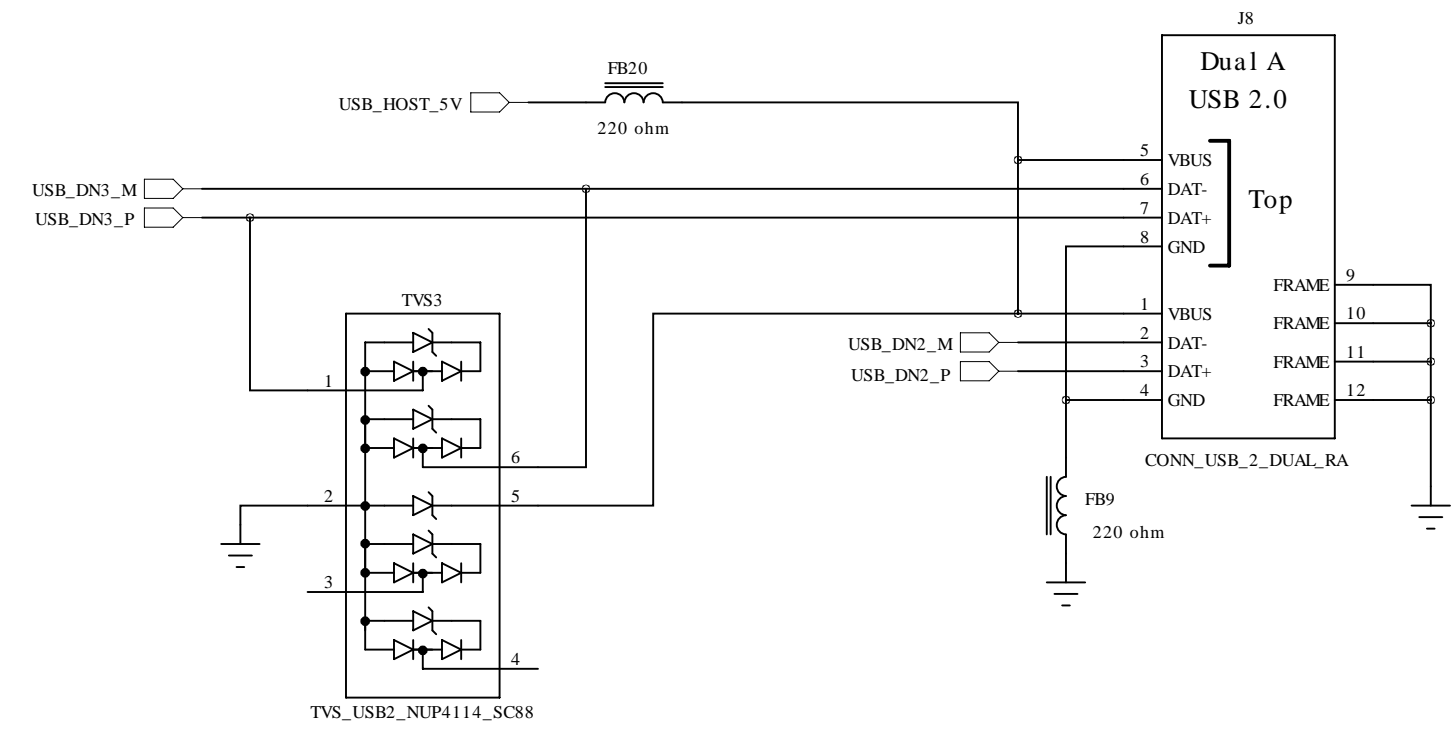 J8
Dual A
USB 2.0
FB20
USB_HOST_5V
220 ohm
5
VBUS
USB_DN3_M
6
DAT-
Top
USB_DN3_P
7
DAT+
8
GND
FRAME
9
TVS3
1
VBUS
FRAME
10
USB_DN2_M
2
DAT-
FRAME
11
USB_DN2_P
3
DAT+
1
4
GND
FRAME
12
CONN_USB_2_DUAL_RA
6
2
5
FB9
220 ohm
3
4
TVS_USB2_NUP4114_SC88